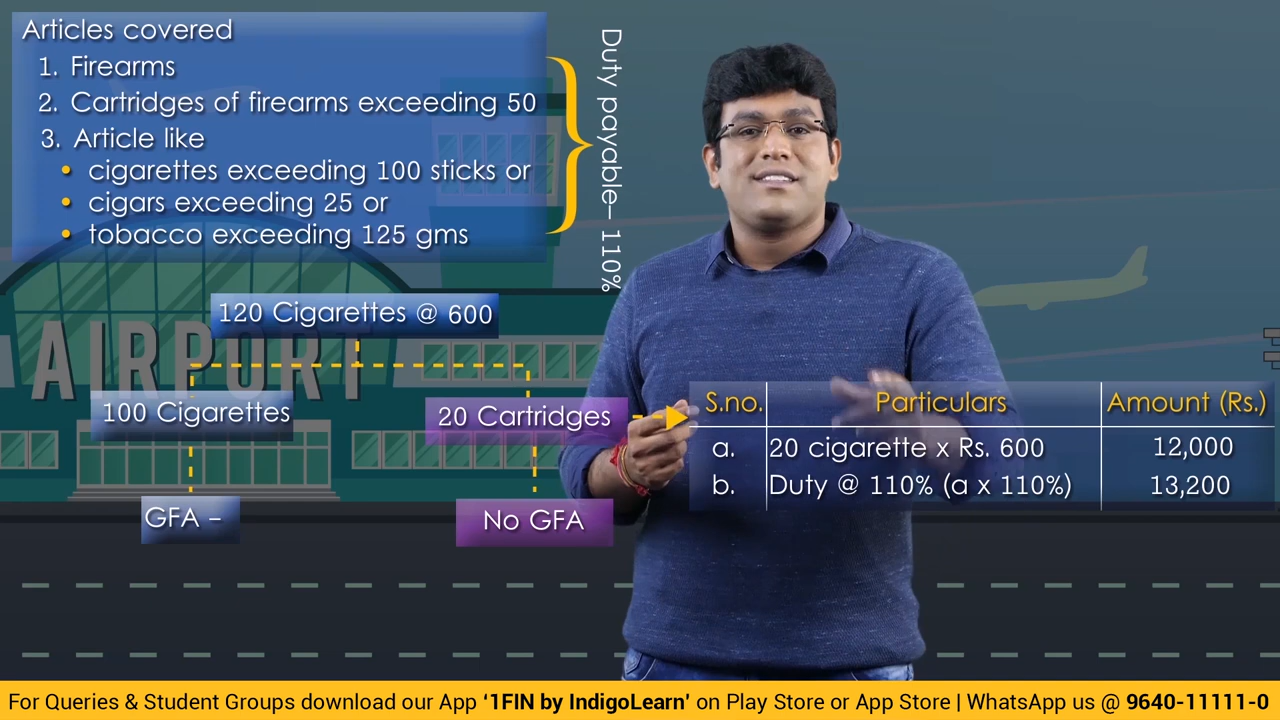 Articles covered
1. Firearms
2. Cartridges of firearms exceeding 50
3. Article like
• cigarettes exceeding 100 sticks or
• cigars exceeding 25 or
• tobacco exceeding 125 gms
Duty payable– 110%
120 Cigarettes @ 600
AIRPORT
100 Cigarettes
20 Cartridges
GFA –
No GFA
S.no. Particulars Amount (Rs.)
a. 20 cigarette x Rs. 600 12,000
b. Duty @ 110% (a x 110%) 13,200
For Queries & Student Groups download our App ‘1FIN by IndigoLearn’ on Play Store or App Store | WhatsApp us @ 9640-11111-0